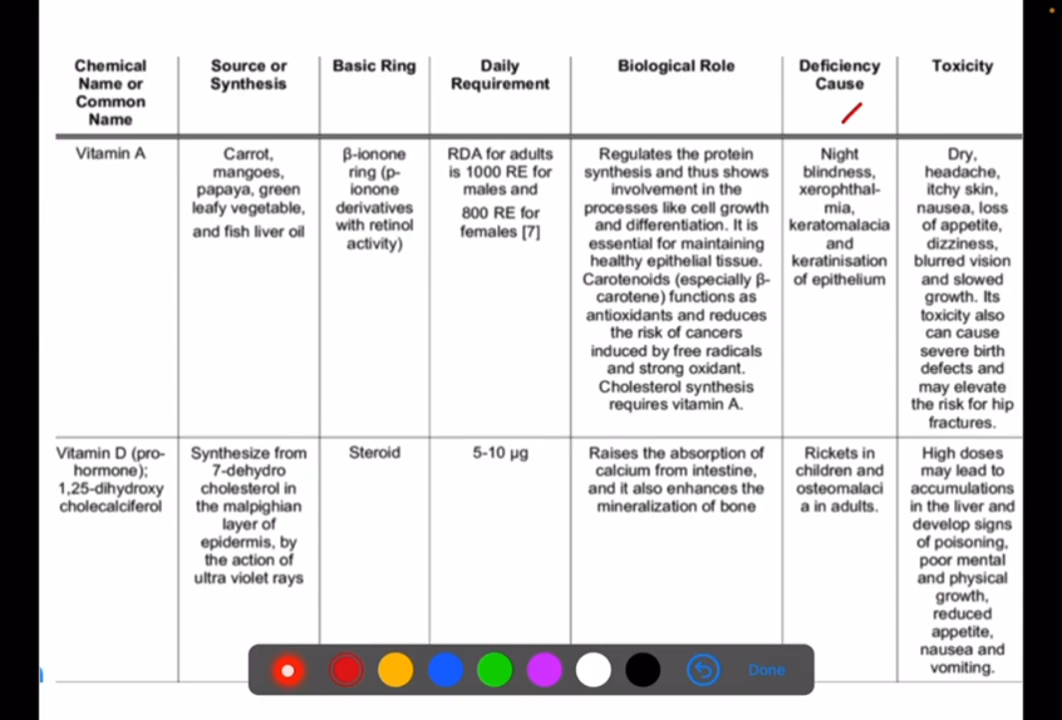 Chemical
Name or
Common
Name
Source or
Synthesis
Basic Ring
Daily
Requirement
Biological Role
Deficiency
Cause
Toxicity
Vitamin A
Carrot,
mangoes,
papaya, green
leafy vegetable,
and fish liver oil
β-ionone
ring (p-
ionone
derivatives
with retinol
activity)
RDA for adults
is 1000 RE for
males and
800 RE for
females [7]
Regulates the protein
synthesis and thus shows
involvement in the
processes like cell growth
and differentiation. It is
essential for maintaining
healthy epithelial tissue.
Carotenoids (especially β-
carotene) functions as
antioxidants and reduces
the risk of cancers
induced by free radicals
and strong oxidant.
Cholesterol synthesis
requires vitamin A.
Night
blindness,
xerophthal-
mia,
keratomalacia
and
keratinisation
of epithelium
Dry,
headache,
itchy skin,
nausea, loss
of appetite,
dizziness,
blurred vision
and slowed
growth. Its
toxicity also
can cause
severe birth
defects and
may elevate
the risk for hip
fractures.
Vitamin D (pro-
hormone);
1,25-dihydroxy
cholecalciferol
Synthesize from
7-dehydro
cholesterol in
the malpighian
layer of
epidermis, by
the action of
ultra violet rays
Steroid
5-10 µg
Raises the absorption of
calcium from intestine,
and it also enhances the
mineralization of bone
Rickets in
children and
osteomalaci
a in adults.
High doses
may lead to
accumulations
in the liver and
develop signs
of poisoning,
poor mental
and physical
growth,
reduced
appetite,
nausea and
vomiting.
Done